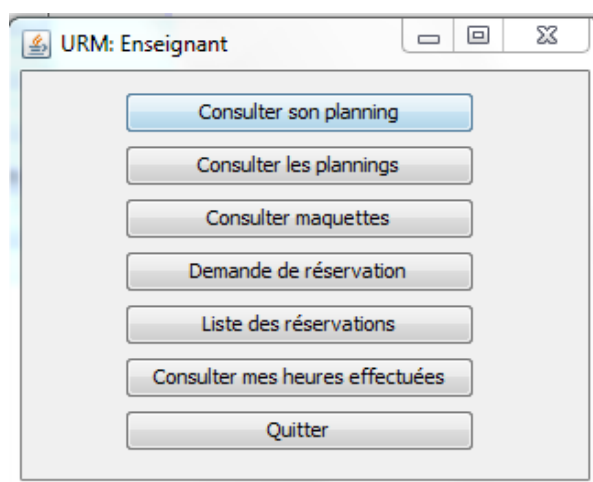 URM: Enseignant
Consulter son planning
Consulter les plannings
Consulter maquettes
Demande de réservation
Liste des réservations
Consulter mes heures effectuées
Quitter